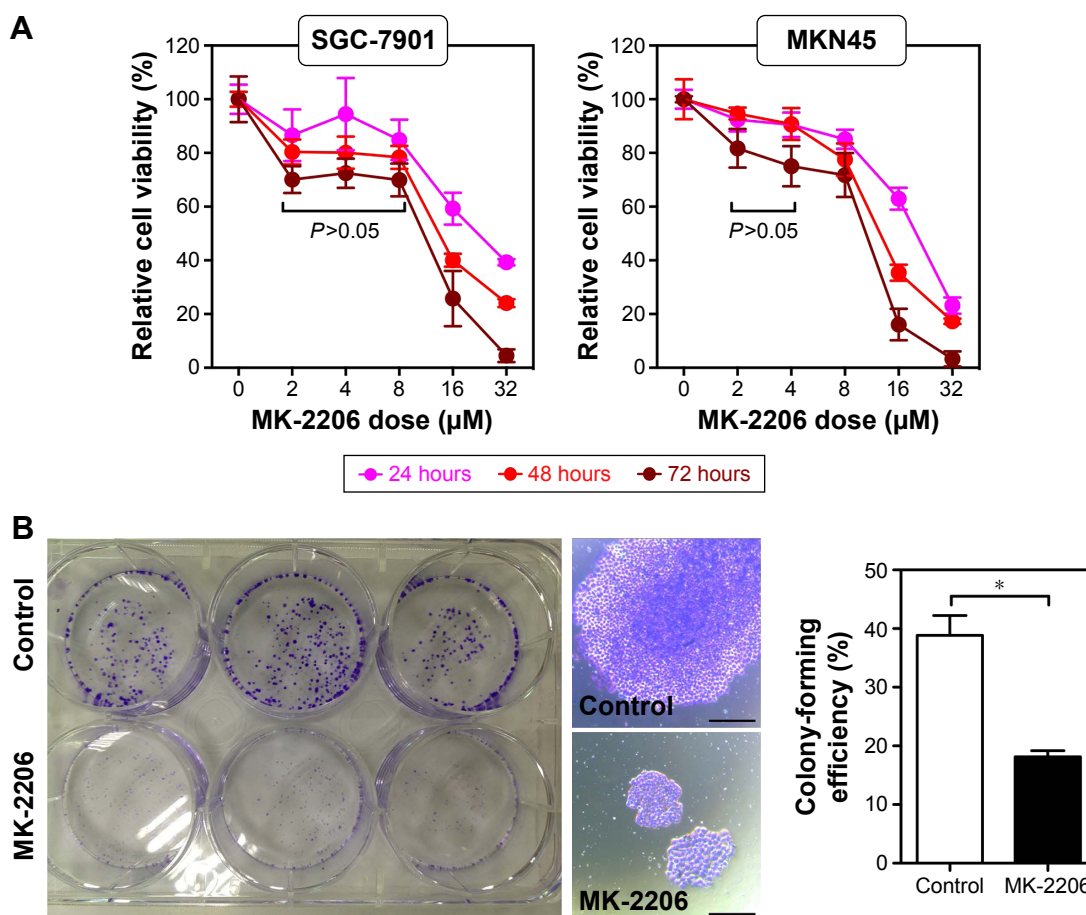 A
SGC-7901
Relative cell viability (%)
120
100
80
60
40
20
0
P>0.05
0 2 4 8 16 32
MK-2206 dose (µM)
MKN45
Relative cell viability (%)
120
100
80
60
40
20
0
P>0.05
0 2 4 8 16 32
MK-2206 dose (µM)
24 hours 48 hours 72 hours
B
Control
MK-2206
Control
MK-2206
Colony-forming
efficiency (%)
50
40
30
20
10
0
*
Control MK-2206